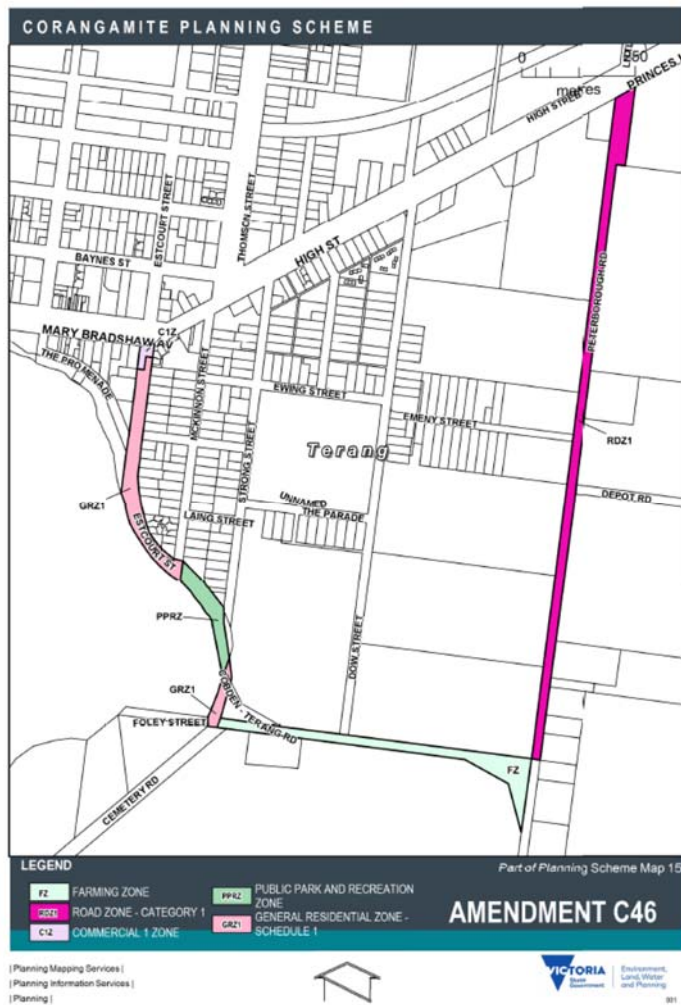 CORANGAMITE PLANNING SCHEME
0
metres
PRINCES
HIGH STREET
ESTCOURT STREET
THOMSON STREET
BAYNES ST
HIGH ST
PETERBOROUGH RD
C1Z
MARY BRADSHAW AV
THE PROMENADE
MCKINNON STREET
EWING STREET
EMENY STREET
Terang
RDZ1
STRONG STREET
GRZ1
UNNAMED
THE PARADE
DEPOT RD
LAING STREET
ESTCOURT ST
PPRZ
DOW STREET
GRZ1
COBDEN - TERANG RD
FOLEY STREET
FZ
CEMETERY RD
LEGEND
Part of Planning Scheme Map 15
FZ FARMING ZONE
RDZ1 ROAD ZONE - CATEGORY 1
C1Z COMMERCIAL 1 ZONE
PPRZ PUBLIC PARK AND RECREATION
ZONE
GRZ1 GENERAL RESIDENTIAL ZONE -
SCHEDULE 1
AMENDMENT C46
| Planning Mapping Services |
| Planning Information Services |
| Planning |
VICTORIA
State
Government
Environment,
Land, Water
and Planning
001